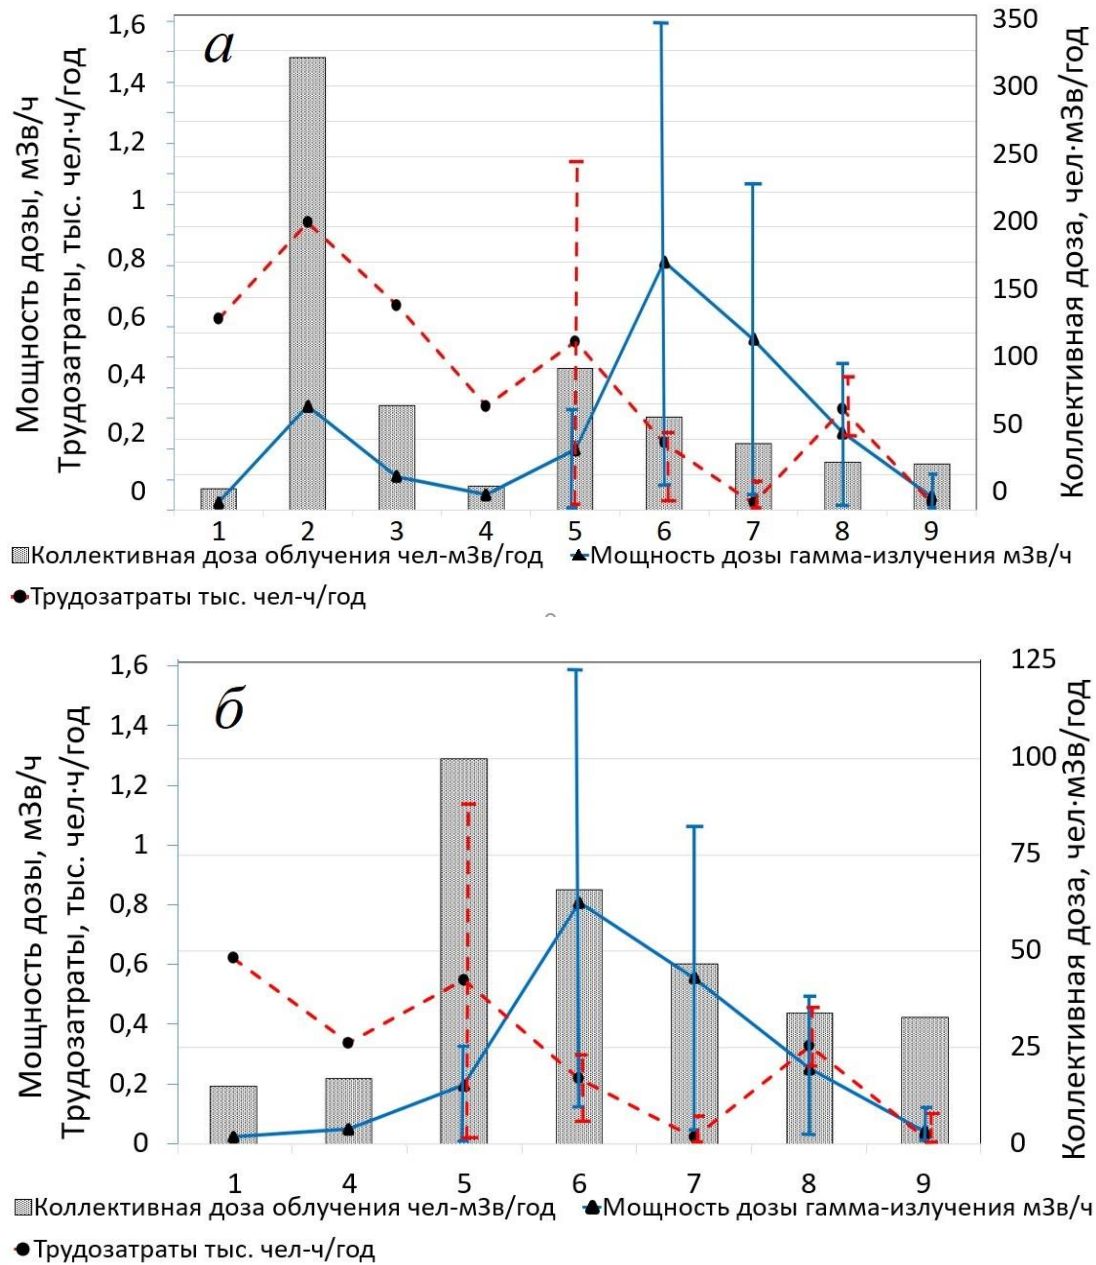 а
Мощность дозы, мЗв/ч
Трудозатраты, тыс. чел·ч/год
1,6
1,4
1,2
1
0,8
0,6
0,4
0,2
0
350
300
250
200
150
100
50
0
Коллективная доза, чел·мЗв/год
1 2 3 4 5 6 7 8 9
Коллективная доза облучения чел-мЗв/год Мощность дозы гамма-излучения мЗв/ч
Трудозатраты тыс. чел-ч/год
б
Мощность дозы, мЗв/ч
Трудозатраты, тыс. чел·ч/год
1,6
1,4
1,2
1
0,8
0,6
0,4
0,2
0
125
100
75
50
25
0
Коллективная доза, чел·мЗв/год
1 4 5 6 7 8 9
Коллективная доза облучения чел-мЗв/год Мощность дозы гамма-излучения мЗв/ч
Трудозатраты тыс. чел-ч/год